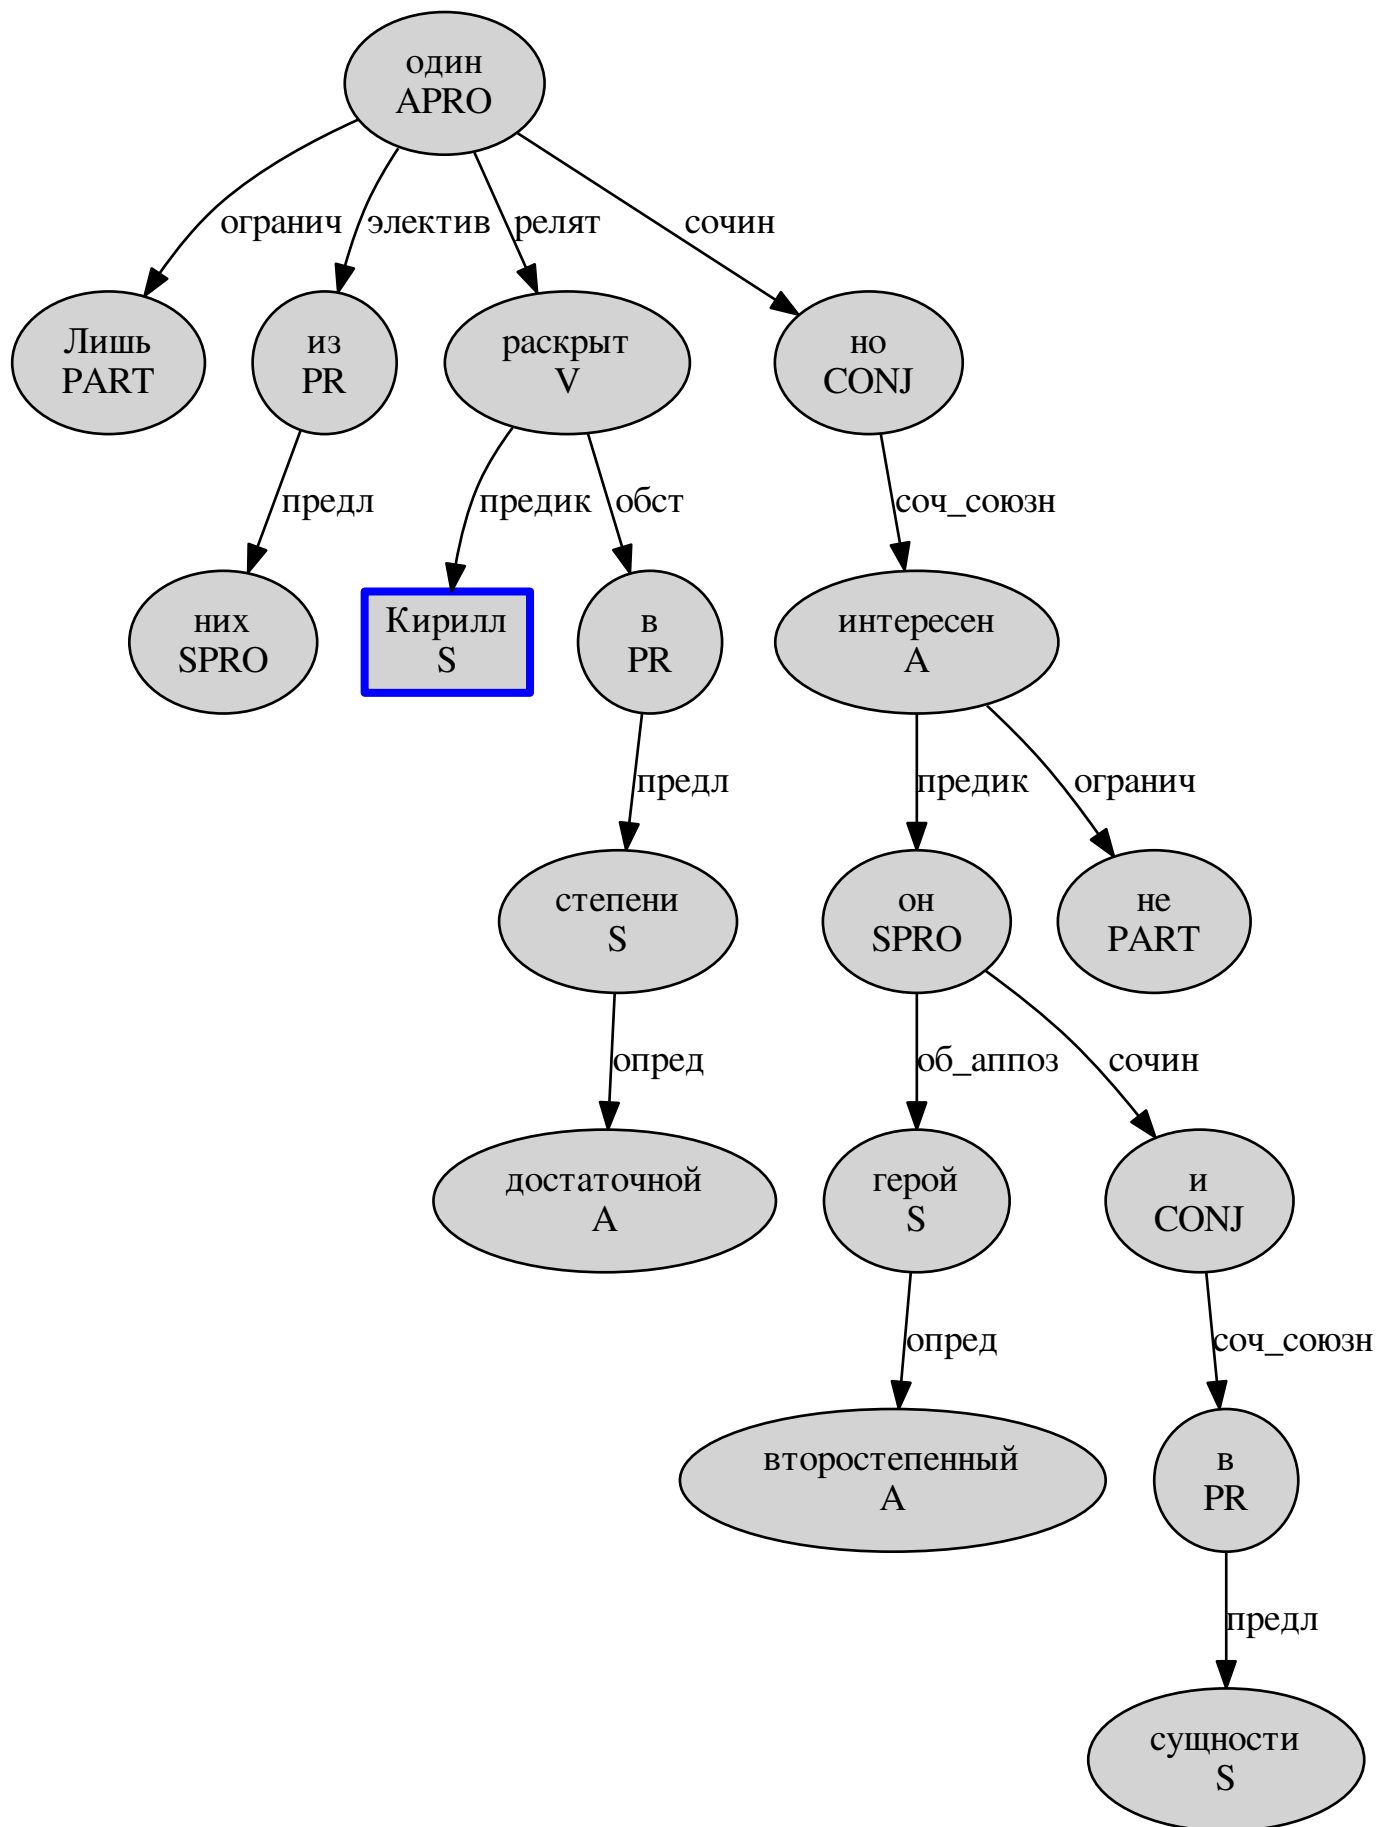 один
APRO
огранич
электив
релят
сочин
Лишь
PART
из
PR
раскрыт
V
но
CONJ
предл
предик
обст
соч_союзн
них
SPRO
Кирилл
S
в
PR
интересен
A
предл
предик
огранич
степени
S
он
SPRO
не
PART
опред
об_аппоз
сочин
достаточной
A
герой
S
и
CONJ
опред
соч_союзн
второстепенный
A
в
PR
предл
сущности
S